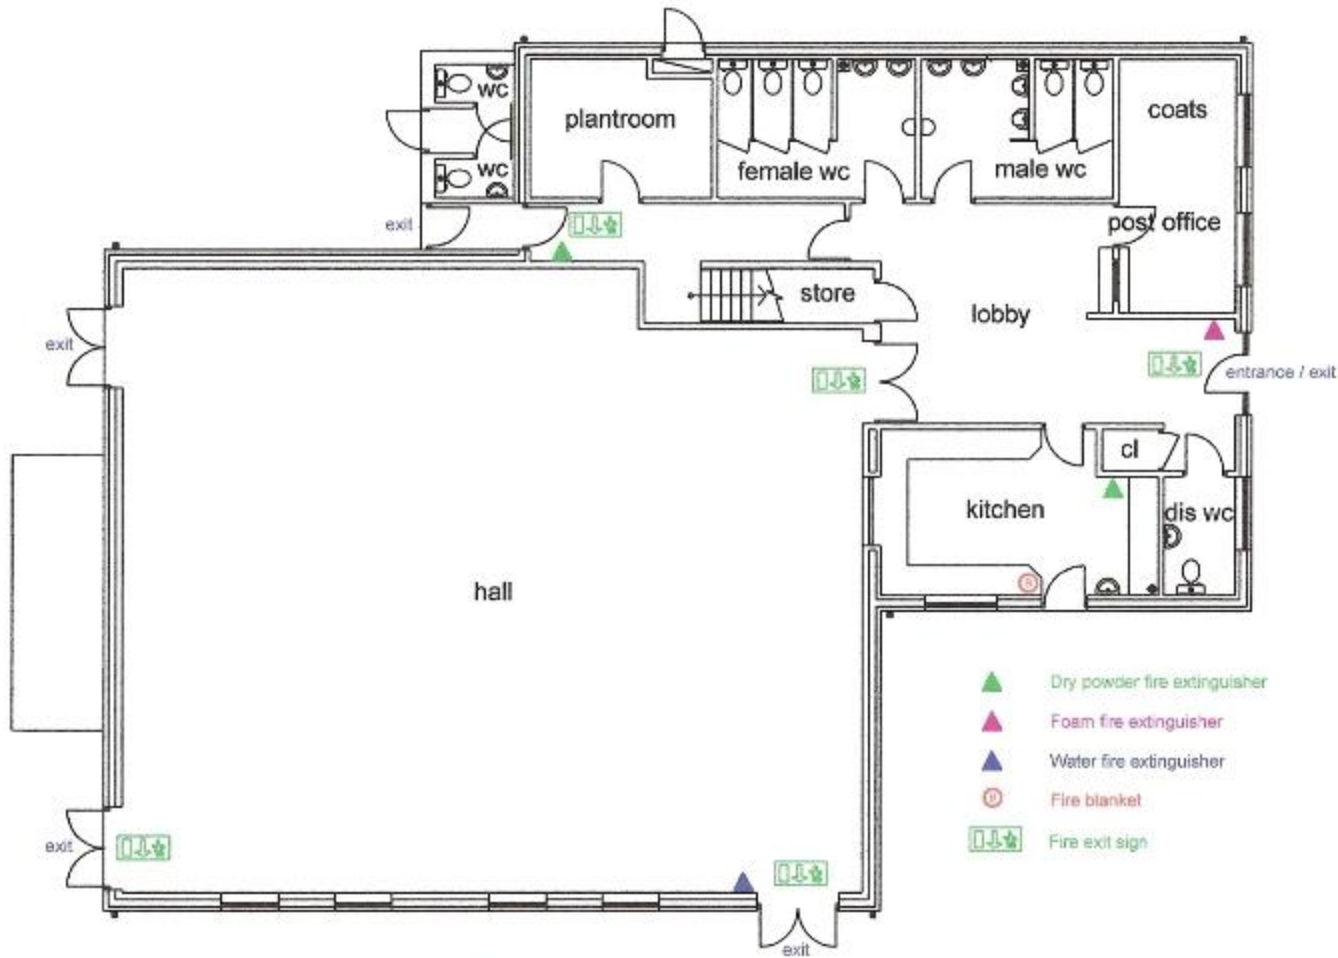 wc
plantroom
coats
wc
female wc
male wc
exit
post office
store
lobby
exit
entrance / exit
cl
kitchen
dis wc
B
hall
Dry powder fire extinguisher
Foam fire extinguisher
Water fire extinguisher
Fire blanket
exit
Fire exit sign
exit